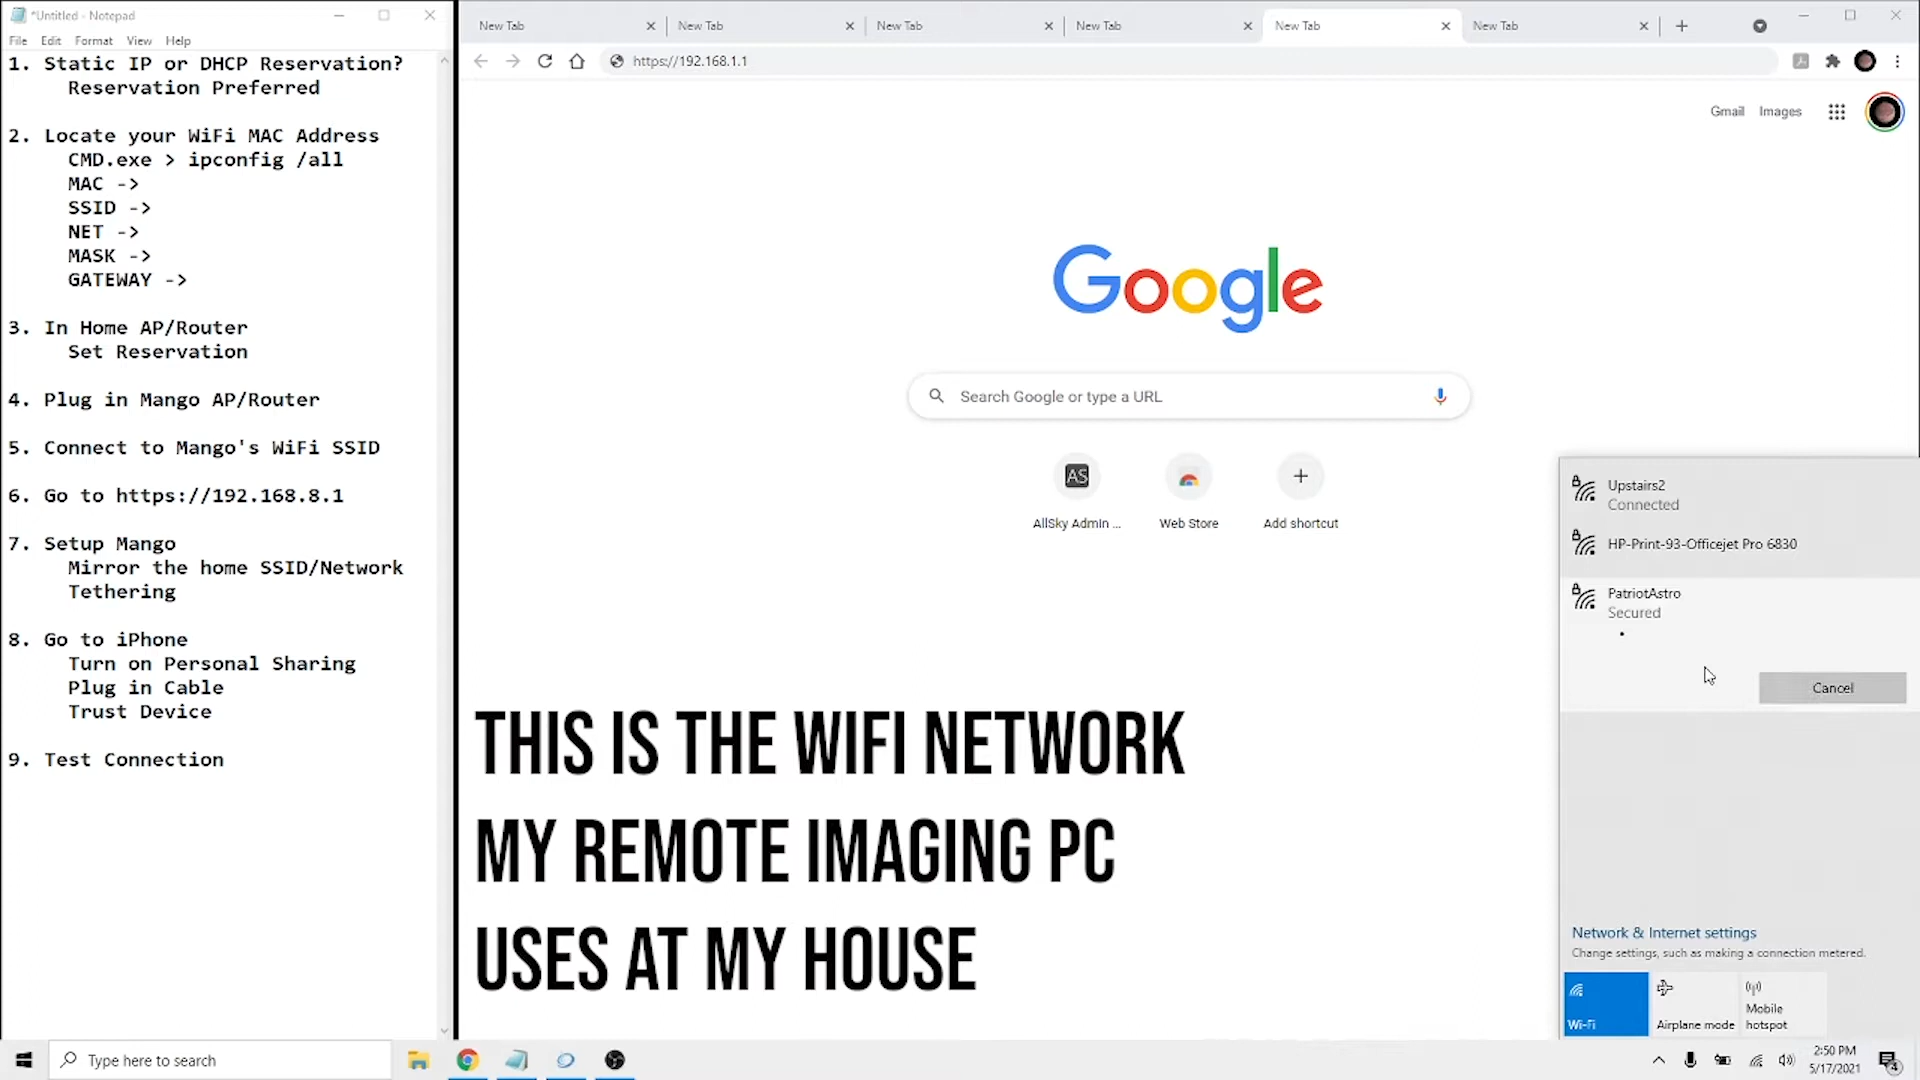 *Untitled - Notepad
File Edit Format View Help
1. Static IP or DHCP Reservation?
Reservation Preferred
2. Locate your WiFi MAC Address
CMD.exe > ipconfig /all
MAC ->
SSID ->
NET ->
MASK ->
GATEWAY ->
3. In Home AP/Router
Set Reservation
4. Plug in Mango AP/Router
5. Connect to Mango's WiFi SSID
6. Go to https://192.168.8.1
7. Setup Mango
Mirror the home SSID/Network
Tethering
8. Go to iPhone
Turn on Personal Sharing
Plug in Cable
Trust Device
9. Test Connection
New Tab New Tab New Tab New Tab New Tab New Tab
https://192.168.1.1
Gmail Images
Google
Search Google or type a URL
AS
AllSky Admin ... Web Store Add shortcut
THIS IS THE WIFI NETWORK
MY REMOTE IMAGING PC
USES AT MY HOUSE
Upstairs2
Connected
HP-Print-93-Officejet Pro 6830
PatriotAstro
Secured
Cancel
Network & Internet settings
Change settings, such as making a connection metered.
Wi-Fi
Airplane mode
Mobile
hotspot
Type here to search
2:50 PM
5/17/2021
4